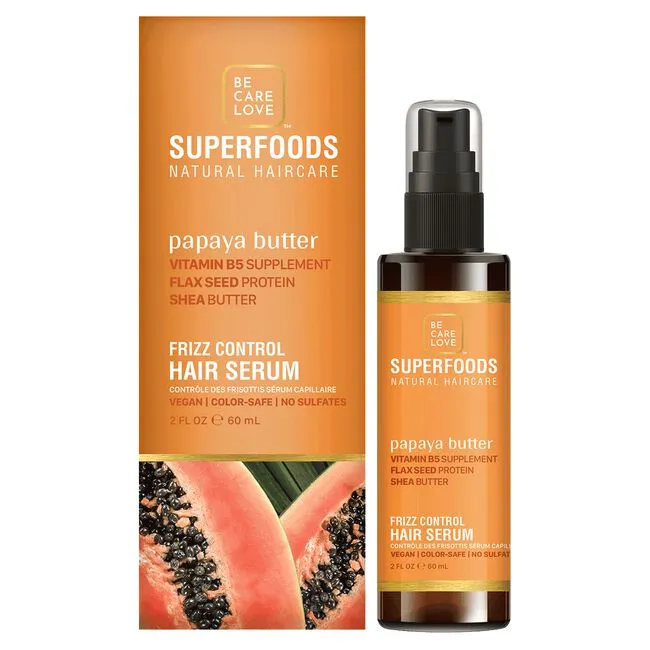 BE
CARE
LOVE
TM
SUPERFOODS
NATURAL HAIRCARE
papaya butter
VITAMIN B5 SUPPLEMENT
FLAX SEED PROTEIN
SHEA BUTTER
FRIZZ CONTROL
HAIR SERUM
CONTRÔLE DES FRISOTTIS SÉRUM CAPILLAIRE
VEGAN | COLOR-SAFE | NO SULFATES
2 FL OZ ℮ 60 mL
BE
CARE
LOVE
SUPERFOODS
NATURAL HAIRCARE
papaya butter
VITAMIN B5 SUPPLEMENT
FLAX SEED PROTEIN
SHEA BUTTER
FRIZZ CONTROL
HAIR SERUM
CONTRÔLE DES FRISOTTIS SÉRUM CAPILL
VEGAN | COLOR-SAFE | NO SULFAT
2 FL OZ ℮ 60 mL